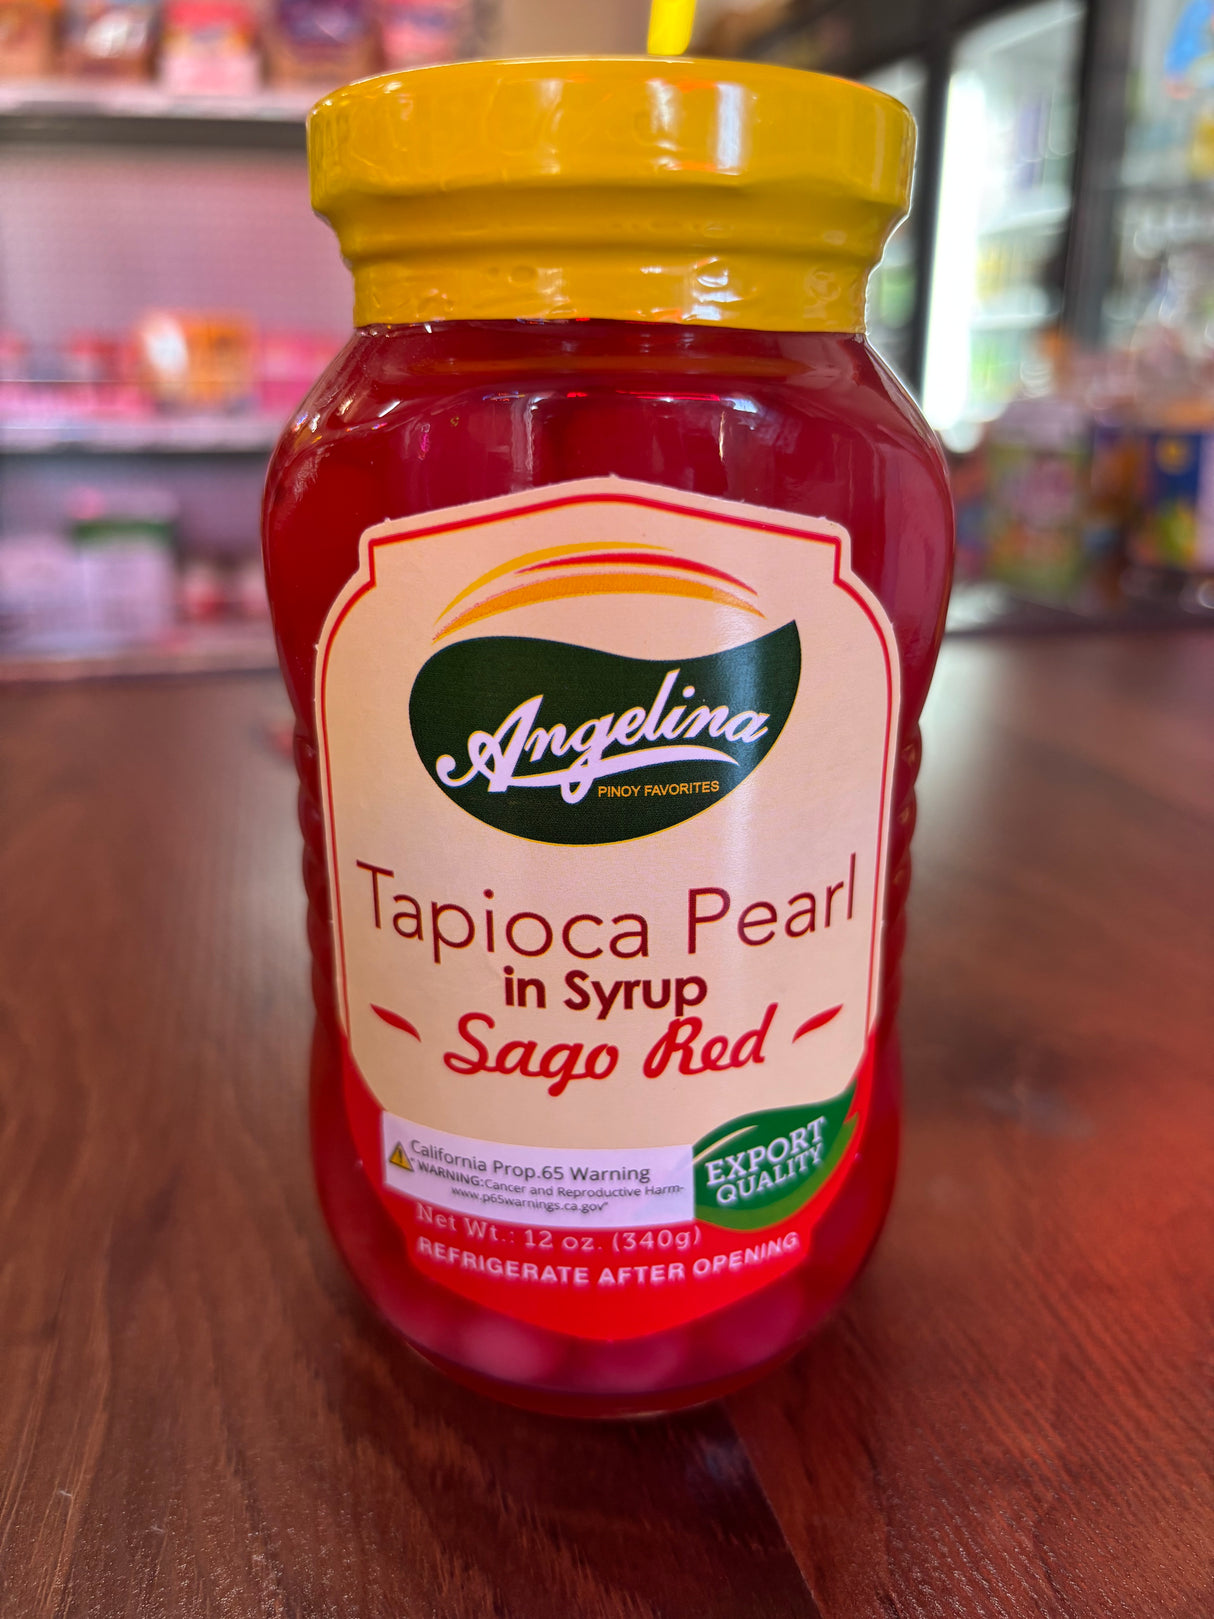 Angelina
PINOY FAVORITES
Tapioca Pearl
in Syrup
Sago Red
California Prop.65 Warning
"WARNING:Cancer and Reproductive Harm-
www.p65warnings.ca.gov"
EXPORT
QUALITY
Net Wt.: 12 oz. (340g)
REFRIGERATE AFTER OPENING